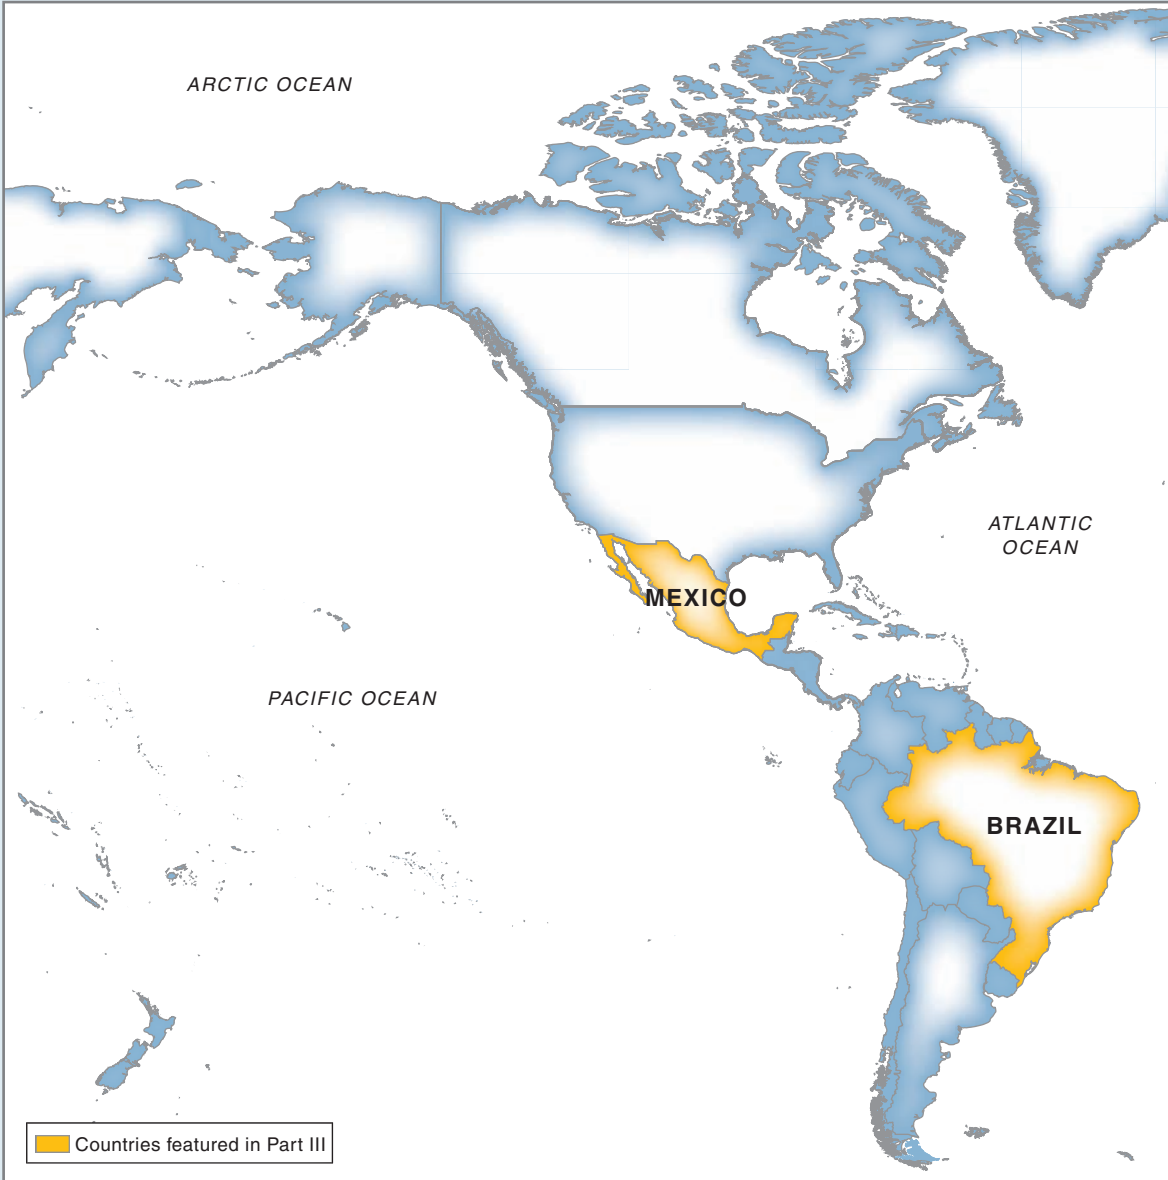 ARCTIC OCEAN
ATLANTIC
OCEAN
MEXICO
PACIFIC OCEAN
BRAZIL
Countries featured in Part III